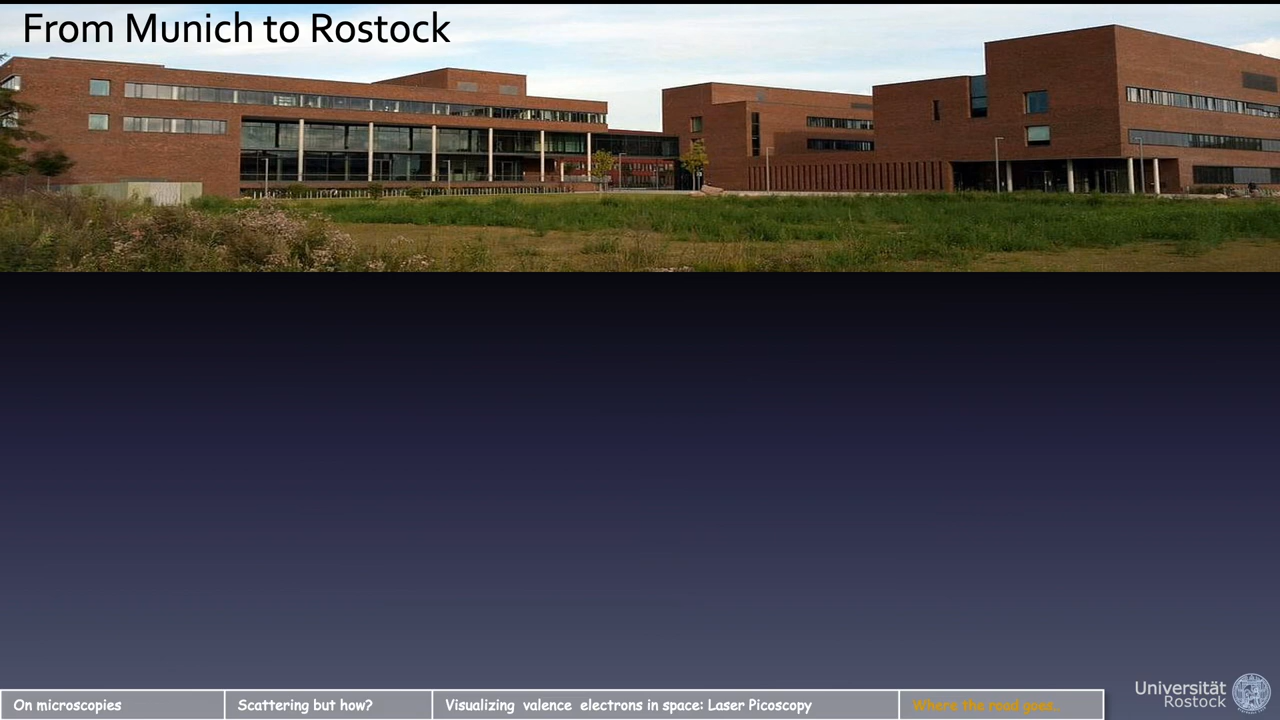 From Munich to Rostock
On microscopies
Scattering but how?
Visualizing valence electrons in space: Laser Picoscopy
Where the road goes..
Universität
Rostock